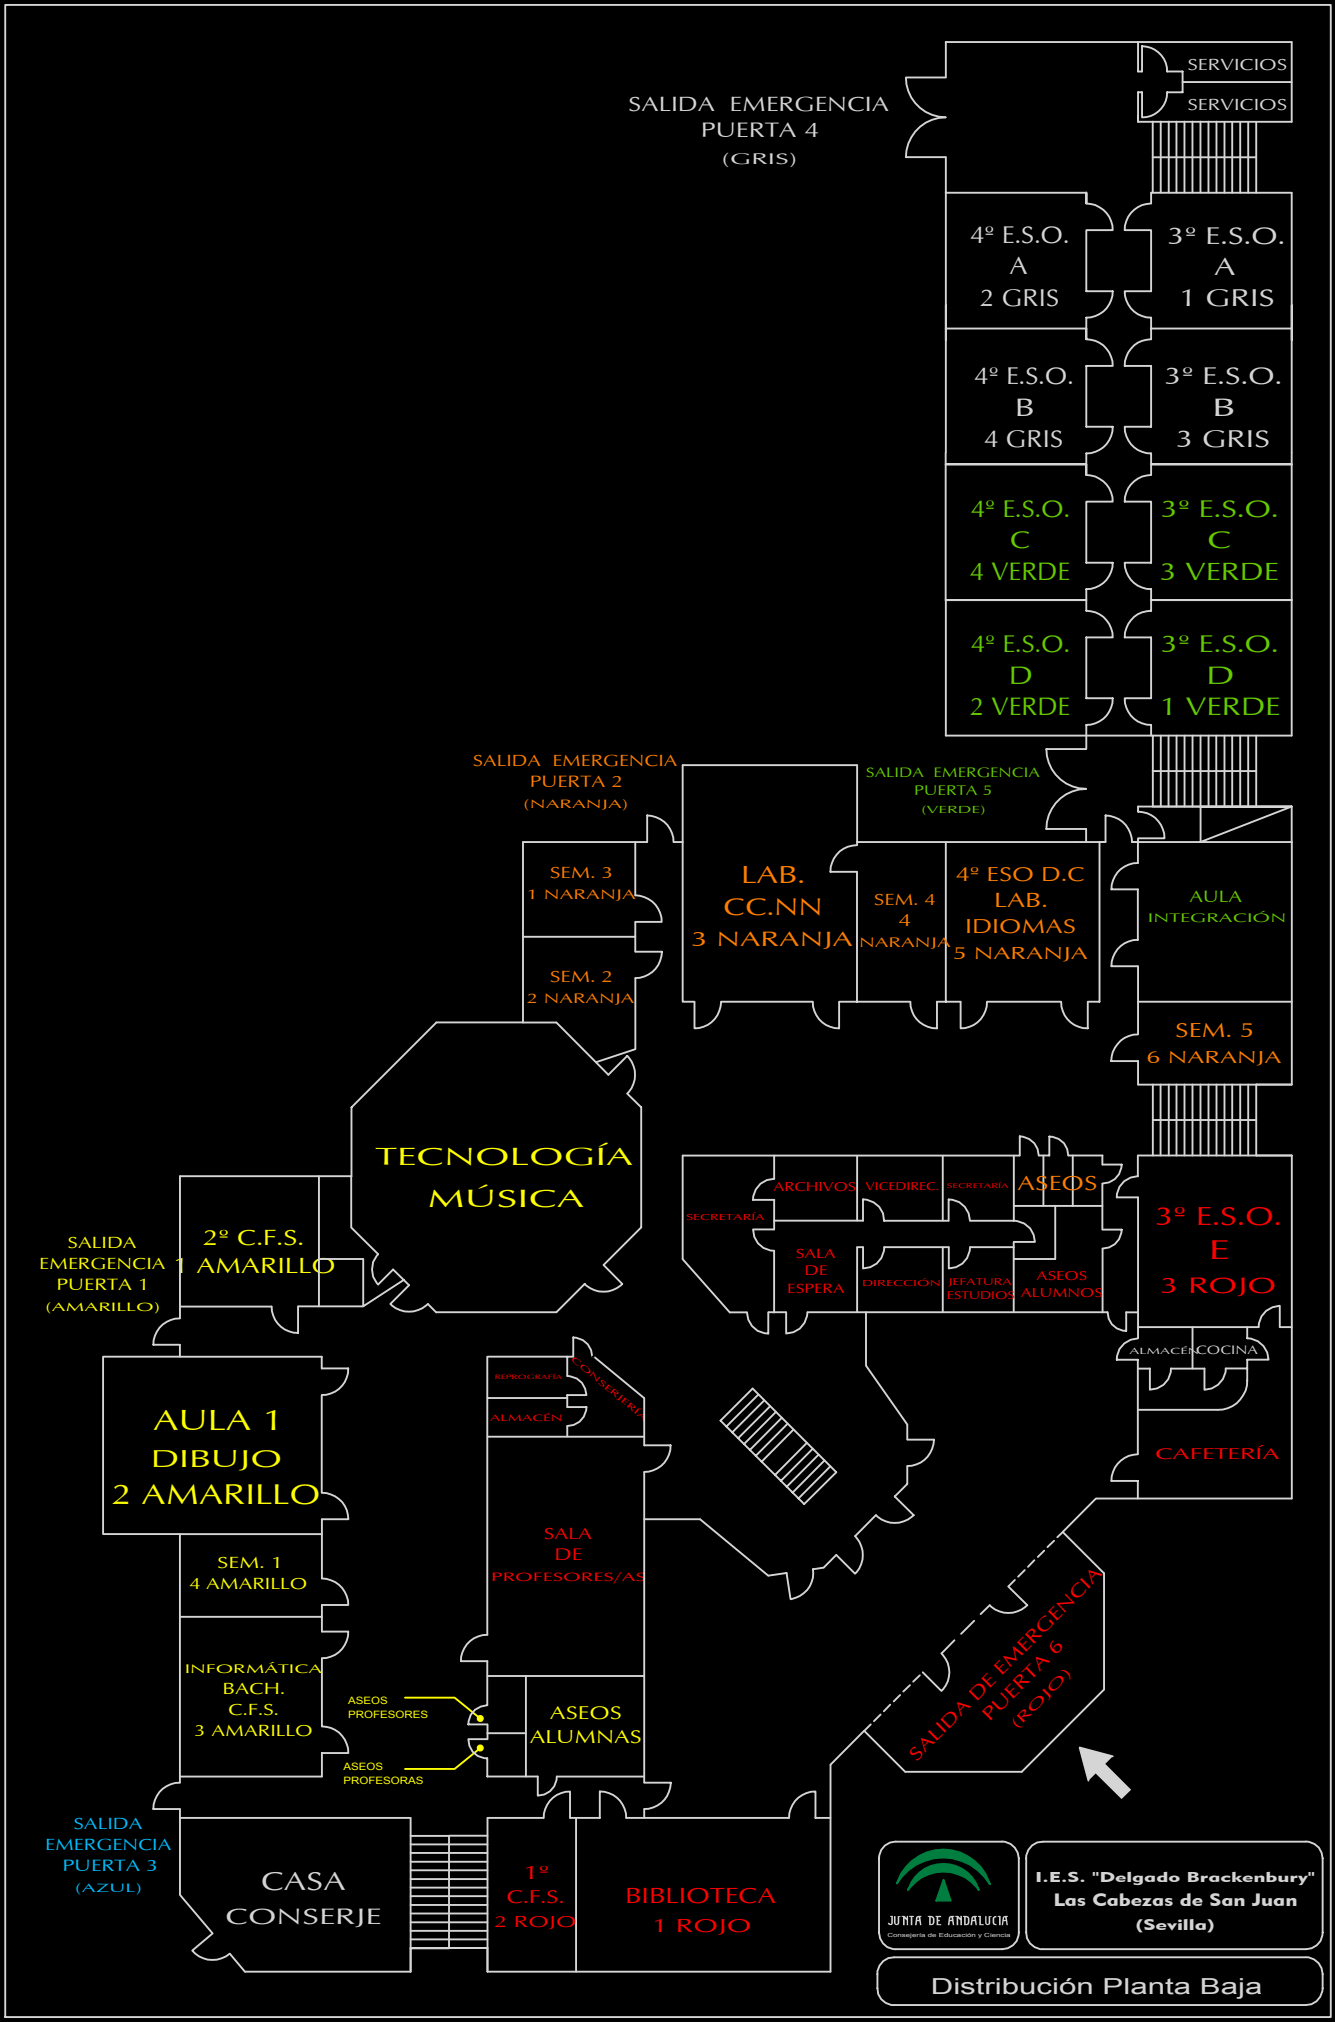 SERVICIOS
SERVICIOS
SALIDA EMERGENCIA
PUERTA 4
(GRIS)
4º E.S.O.
A
2 GRIS
3º E.S.O.
A
1 GRIS
4º E.S.O.
B
4 GRIS
3º E.S.O.
B
3 GRIS
4º E.S.O.
C
4 VERDE
3º E.S.O.
C
3 VERDE
4º E.S.O.
D
2 VERDE
3º E.S.O.
D
1 VERDE
SALIDA EMERGENCIA
PUERTA 2
(NARANJA)
SALIDA EMERGENCIA
PUERTA 5
(VERDE)
SEM. 3
1 NARANJA
LAB.
CC.NN
3 NARANJA
SEM. 4
4
NARANJA
4º ESO D.C
LAB.
IDIOMAS
5 NARANJA
AULA
INTEGRACIÓN
SEM. 2
2 NARANJA
SEM. 5
6 NARANJA
TECNOLOGÍA
MÚSICA
SECRETARÍA
ARCHIVOS
VICEDIREC.
SECRETARÍA
ASEOS
SALA
DE
ESPERA
DIRECCIÓN
JEFATURA
ESTUDIOS
ASEOS
ALUMNOS
3º E.S.O.
E
3 ROJO
SALIDA
EMERGENCIA
PUERTA 1
(AMARILLO)
2º C.F.S.
1 AMARILLO
REPROGRAFÍA
CONSERJERÍA
ALMACÉN
ALMACÉN
COCINA
CAFETERÍA
AULA 1
DIBUJO
2 AMARILLO
SALA
DE
PROFESORES/AS
SEM. 1
4 AMARILLO
SALIDA DE EMERGENCIA
PUERTA 6
(ROJO)
INFORMÁTICA
BACH.
C.F.S.
3 AMARILLO
ASEOS
PROFESORES
ASEOS
PROFESORAS
ASEOS
ALUMNAS
SALIDA
EMERGENCIA
PUERTA 3
(AZUL)
CASA
CONSERJE
1º
C.F.S.
2 ROJO
BIBLIOTECA
1 ROJO
JUNTA DE ANDALUCIA
Consejería de Educación y Ciencia
I.E.S. "Delgado Brackenbury"
Las Cabezas de San Juan
(Sevilla)
Distribución Planta Baja